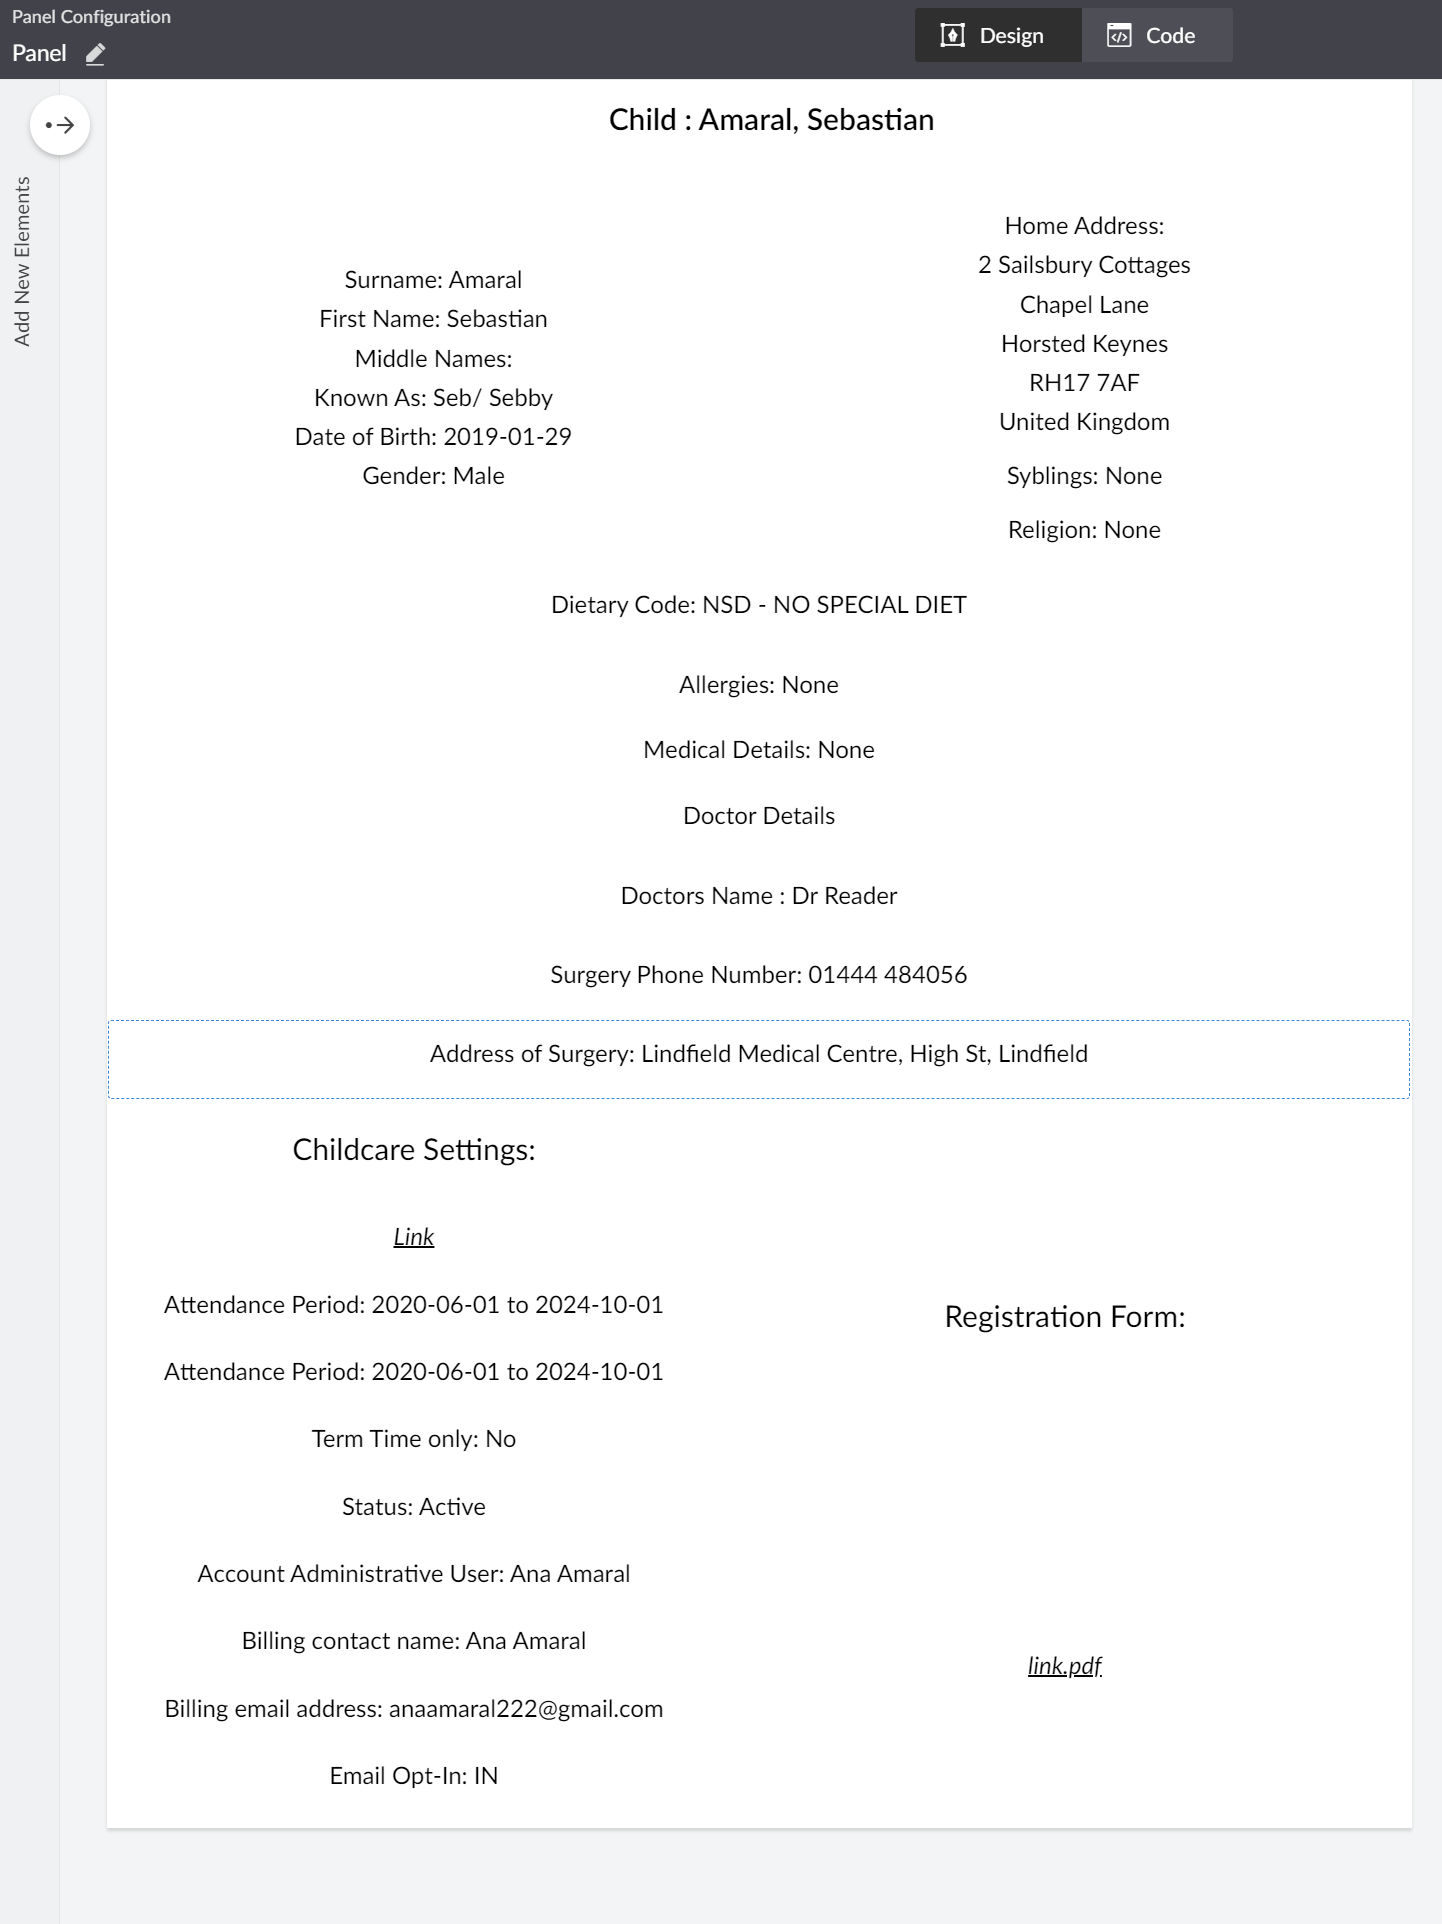 Panel Configuration
Panel
Design
Code
Add New Elements
Child : Amaral, Sebastian
Surname: Amaral
First Name: Sebastian
Middle Names:
Known As: Seb/ Sebby
Date of Birth: 2019-01-29
Gender: Male
Home Address:
2 Sailsbury Cottages
Chapel Lane
Horsted Keynes
RH17 7AF
United Kingdom
Syblings: None
Religion: None
Dietary Code: NSD - NO SPECIAL DIET
Allergies: None
Medical Details: None
Doctor Details
Doctors Name : Dr Reader
Surgery Phone Number: 01444 484056
Address of Surgery: Lindfield Medical Centre, High St, Lindfield
Childcare Settings:
Link
Attendance Period: 2020-06-01 to 2024-10-01
Attendance Period: 2020-06-01 to 2024-10-01
Term Time only: No
Status: Active
Account Administrative User: Ana Amaral
Billing contact name: Ana Amaral
Billing email address: anaamaral222@gmail.com
Email Opt-In: IN
Registration Form:
link.pdf